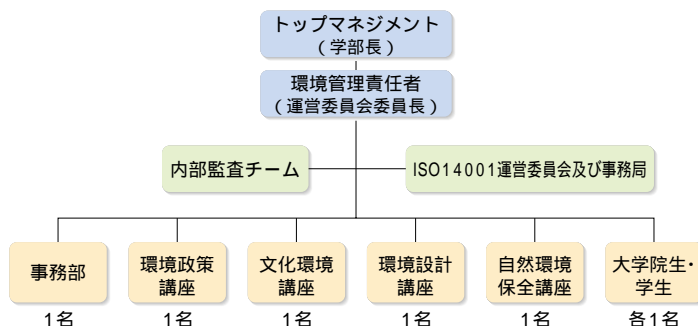 トップマネジメント
(学部長)
環境管理責任者
(運営委員会委員長)
内部監査チーム
ISO14001運営委員会及び事務局
事務部
1名
環境政策
講座
1名
文化環境
講座
1名
環境設計
講座
1名
自然環境
保全講座
1名
大学院生・
学生
各1名